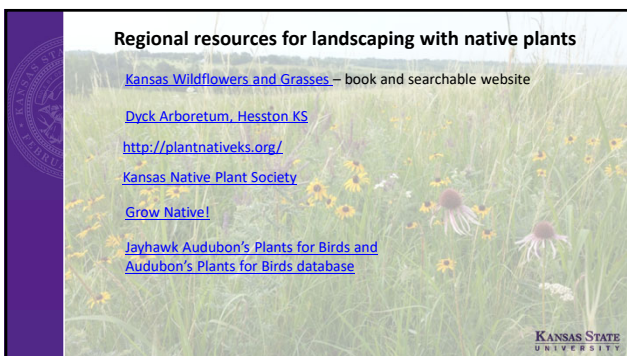 Regional resources for landscaping with native plants
Kansas Wildflowers and Grasses – book and searchable website
Dyck Arboretum, Hesston KS
http://plantnativeks.org/
Kansas Native Plant Society
Grow Native!
Jayhawk Audubon's Plants for Birds and
Audubon's Plants for Birds database
KANSAS STATE
UNIVERSITY